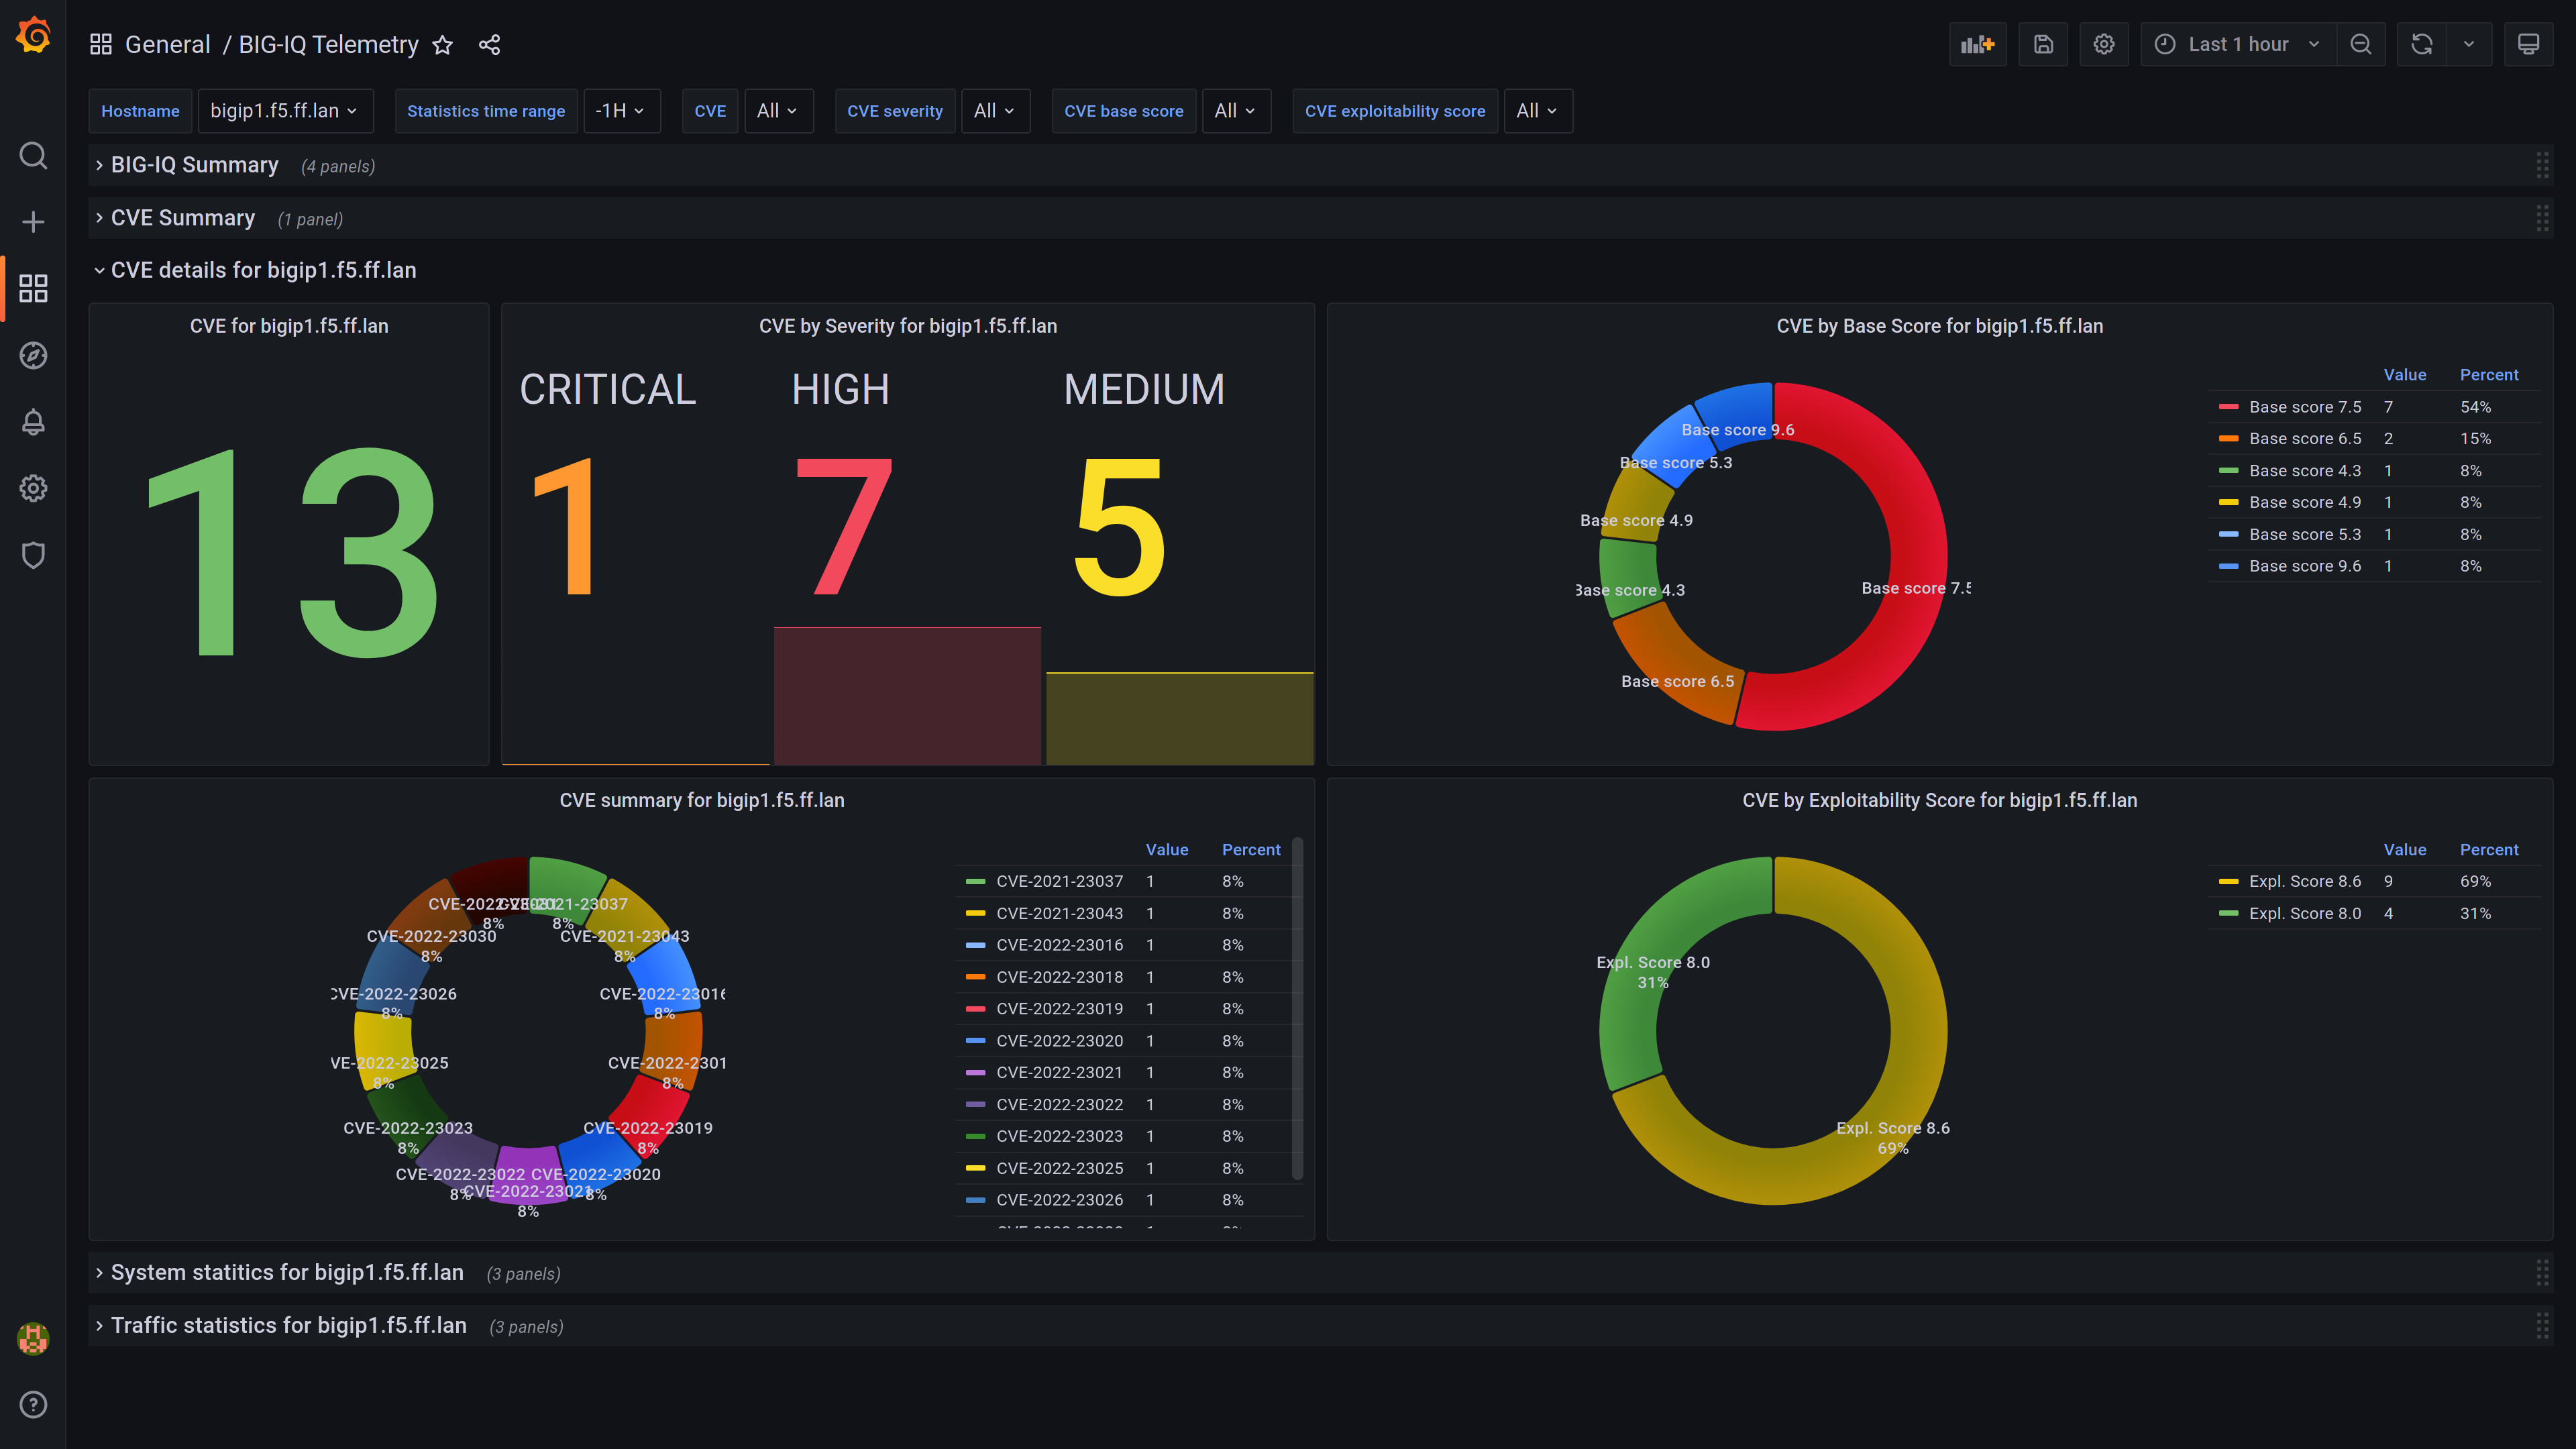 General / BIG-IQ Telemetry
Last 1 hour
Hostname bigip1.f5.ff.lan Statistics time range -1H CVE All CVE severity All CVE base score All CVE exploitability score All
BIG-IQ Summary (4 panels)
CVE Summary (1 panel)
CVE details for bigip1.f5.ff.lan
CVE for bigip1.f5.ff.lan
13
CVE by Severity for bigip1.f5.ff.lan
CRITICAL HIGH MEDIUM
1 7 5
CVE by Base Score for bigip1.f5.ff.lan
Base score 9.6
Base score 5.3
Base score 4.9
Base score 4.3
Base score 7.5
Base score 6.5
Value Percent
Base score 7.5 7 54%
Base score 6.5 2 15%
Base score 4.3 1 8%
Base score 4.9 1 8%
Base score 5.3 1 8%
Base score 9.6 1 8%
CVE summary for bigip1.f5.ff.lan
8% 8%
CVE-2022-23030 CVE-2021-23043
8% 8%
CVE-2022-23026 CVE-2022-23016
8% 8%
VE-2022-23025 CVE-2022-2301
8% 8%
CVE-2022-23023 CVE-2022-23019
8% 8%
CVE-2022-23022 CVE-2022-23020
CVE-2022-23021 8%
8%
Value Percent
CVE-2021-23037 1 8%
CVE-2021-23043 1 8%
CVE-2022-23016 1 8%
CVE-2022-23018 1 8%
CVE-2022-23019 1 8%
CVE-2022-23020 1 8%
CVE-2022-23021 1 8%
CVE-2022-23022 1 8%
CVE-2022-23023 1 8%
CVE-2022-23025 1 8%
CVE-2022-23026 1 8%
CVE by Exploitability Score for bigip1.f5.ff.lan
Expl. Score 8.0
31%
Expl. Score 8.6
69%
Value Percent
Expl. Score 8.6 9 69%
Expl. Score 8.0 4 31%
System statitics for bigip1.f5.ff.lan (3 panels)
Traffic statistics for bigip1.f5.ff.lan (3 panels)